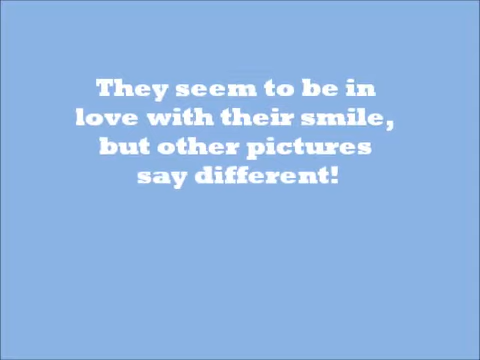 They seem to be in
love with their smile,
but other pictures
say different!